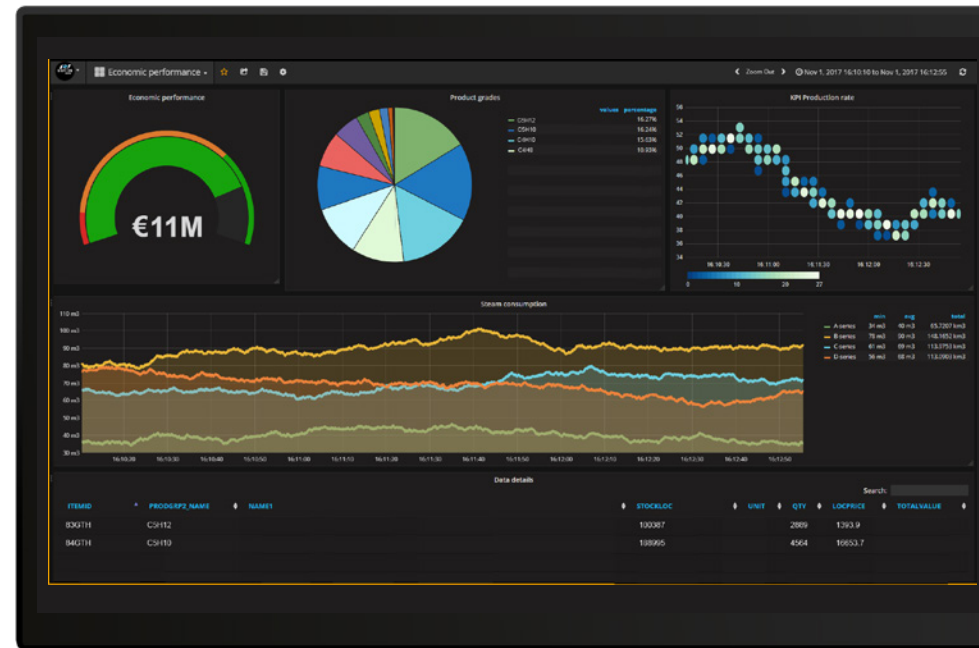 Economic performance
Zoom Out
Nov 1, 2017 16:10:10 to Nov 1, 2017 16:12:55
Economic performance
€11M
Product grades
values percentage
C5H12 16.27%
C5H10 16.24%
C4H10 15.63%
C4H8 10.93%
KPI Production rate
56
54
52
50
48
46
44
42
40
38
36
34
16:10:30 16:11:00 16:11:30 16:12:00 16:12:30
0 10 20 27
Steam consumption
110 m3
100 m3
90 m3
80 m3
70 m3
60 m3
50 m3
40 m3
30 m3
16:10:20 16:10:30 16:10:40 16:10:50 16:11:00 16:11:10 16:11:20 16:11:30 16:11:40 16:11:50 16:12:00 16:12:10 16:12:20 16:12:30 16:12:40 16:12:50
min avg total
A series 34 m3 40 m3 65.7207 km3
B series 79 m3 90 m3 148.1652 km3
C series 61 m3 69 m3 113.3753 km3
D series 56 m3 68 m3
Data details
Search:
ITEMID PRODGRP2_NAME NAME1 STOCKLOC UNIT QTY LOCPRICE TOTALVALUE
83GTH C5H12 100387 2889 1393.9
84GTH C5H10 198995 4564 16653.7